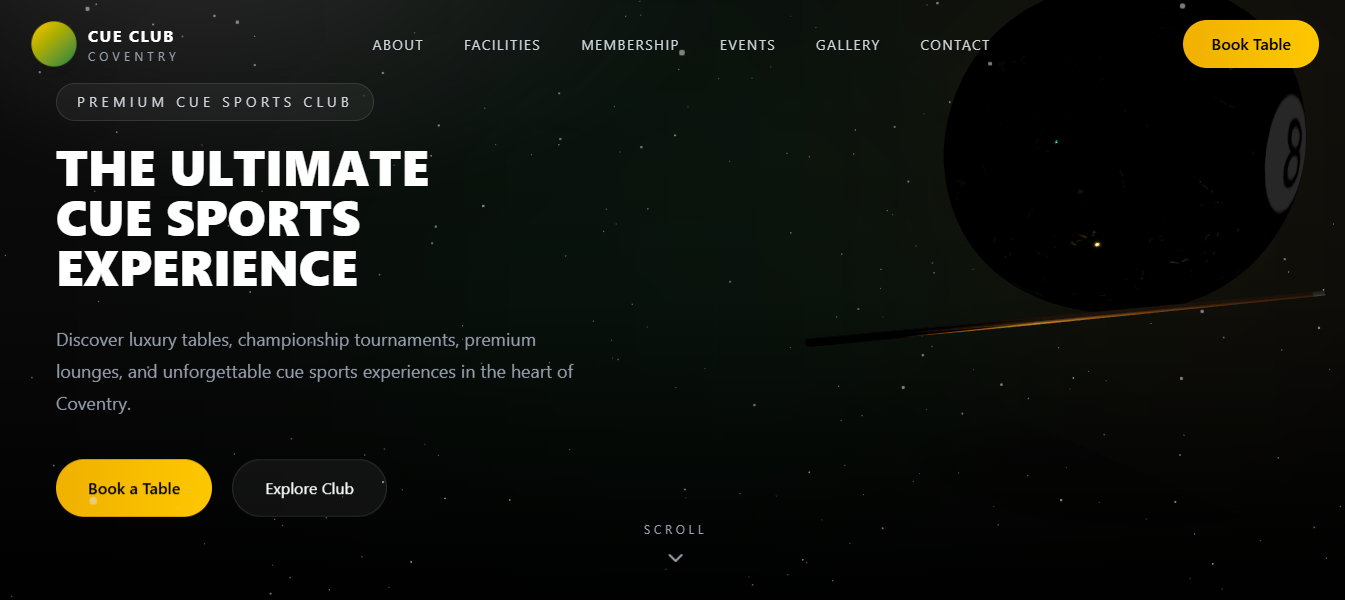 CUE CLUB
COVENTRY
ABOUT
FACILITIES
MEMBERSHIP
EVENTS
GALLERY
CONTACT
Book Table
PREMIUM CUE SPORTS CLUB
THE ULTIMATE
CUE SPORTS
EXPERIENCE
8
Discover luxury tables, championship tournaments, premium
lounges, and unforgettable cue sports experiences in the heart of
Coventry.
Book a Table
Explore Club
SCROLL